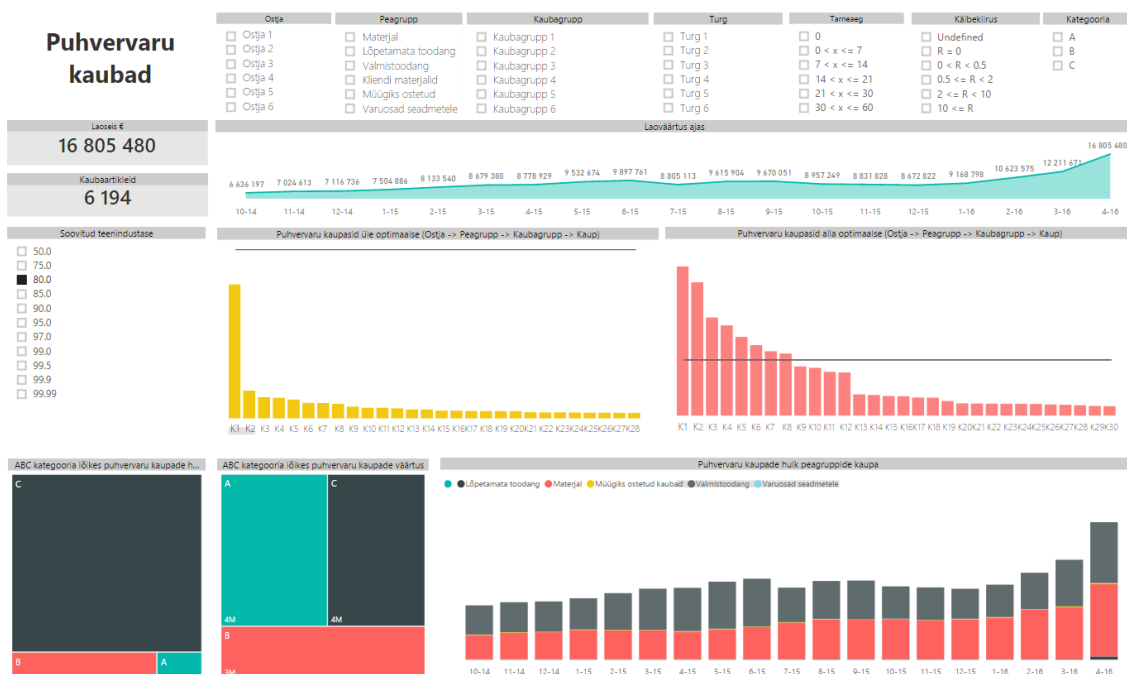 Puhvervaru
kaubad
Ostja
Ostja 1
Ostja 2
Ostja 3
Ostja 4
Ostja 5
Ostja 6
Peagrupp
Materjal
Lõpetamata toodang
Valmistoodang
Kliendi materjalid
Müügiks ostetud
Varuosad seadmetele
Kaubagrupp
Kaubagrupp 1
Kaubagrupp 2
Kaubagrupp 3
Kaubagrupp 4
Kaubagrupp 5
Kaubagrupp 6
Turg
Turg 1
Turg 2
Turg 3
Turg 4
Turg 5
Turg 6
Tarneaeg
0
0 < x <= 7
7 < x <= 14
14 < x <= 21
21 < x <= 30
30 < x <= 60
Käibekiirus
Undefined
R = 0
0 < R < 0.5
0.5 <= R < 2
2 <= R < 10
10 <= R
Kategooria
A
B
C
Laoseis €
16 805 480
Kaubaartikleid
6 194
Laoväärtus ajas
6 636 197 7 024 613 7 116 736 7 504 886 8 133 540 8 679 380 8 778 929 9 532 674 9 897 761 8 805 113 9 615 904 9 670 051 8 957 249 8 831 828 8 672 822 9 168 798 10 623 575 12 211 671 16 805 480
10-14 11-14 12-14 1-15 2-15 3-15 4-15 5-15 6-15 7-15 8-15 9-15 10-15 11-15 12-15 1-16 2-16 3-16 4-16
Soovitud teenindustase
50.0
75.0
80.0
85.0
90.0
95.0
97.0
99.0
99.5
99.9
99.99
Puhvervaru kaupasid üle optimaalse (Ostja -> Peagrupp -> Kaubagrupp -> Kaup)
K1 K2 K3 K4 K5 K6 K7 K8 K9 K10 K11 K12 K13 K14 K15 K16 K17 K18 K19 K20 K21 K22 K23 K24 K25 K26 K27 K28
Puhvervaru kaupasid alla optimaalse (Ostja -> Peagrupp -> Kaubagrupp -> Kaup)
K1 K2 K3 K4 K5 K6 K7 K8 K9 K10 K11 K12 K13 K14 K15 K16 K17 K18 K19 K20 K21 K22 K23 K24 K25 K26 K27 K28 K29 K30
ABC kategooria lõikes puhvervaru kaupade h...
C
B
A
ABC kategooria lõikes puhvervaru kaupade väärtus
A
4M
C
4M
B
3M
Puhvervaru kaupade hulk peagruppide kaupa
Lõpetamata toodang Materjal Müügiks ostetud kaubad Valmistoodang Varuosad seadmetele
10-14 11-14 12-14 1-15 2-15 3-15 4-15 5-15 6-15 7-15 8-15 9-15 10-15 11-15 12-15 1-16 2-16 3-16 4-16